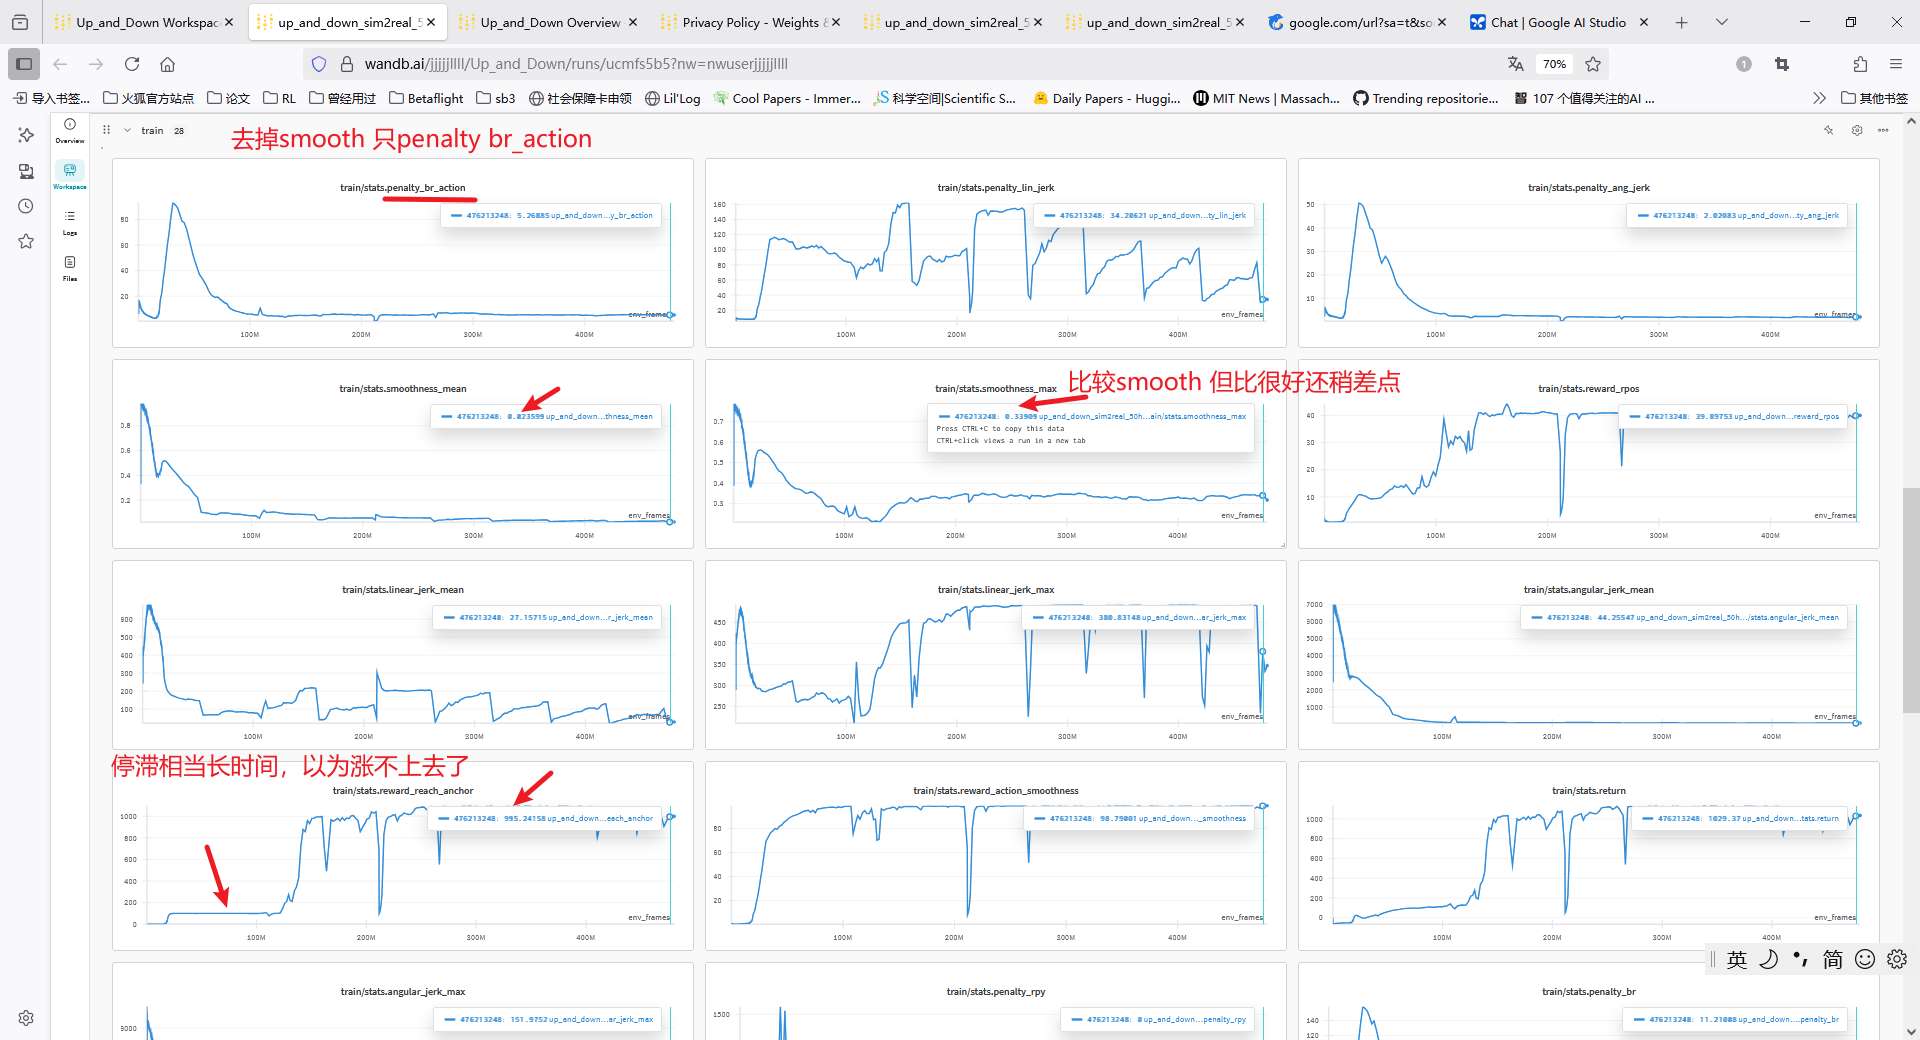 Up_and_Down Workspac
up_and_down_sim2real_5
Up_and_Down Overview
Privacy Policy - Weights &
up_and_down_sim2real_5
up_and_down_sim2real_5
google.com/url?sa=t&so
Chat | Google AI Studio
wandb.ai/jjjjjllll/Up_and_Down/runs/ucmfs5b5?nw=nwuserjjjjjllll
70%
1
导入书签...
火狐官方站点
论文
RL
曾经用过
Betaflight
sb3
社会保障卡申领
Lil'Log
Cool Papers - Immer...
科学空间|Scientific S...
Daily Papers - Huggi...
MIT News | Massach...
Trending repositorie...
107 个值得关注的AI ...
其他书签
Overview
Workspace
Logs
Files
train 28
去掉smooth 只penalty br_action
train/stats.penalty_br_action
476213248: 5.26885 up_and_down...y_br_action
80
60
40
20
100M
200M
300M
400M
env_frames
train/stats.penalty_lin_jerk
476213248: 34.20621 up_and_down...ty_lin_jerk
160
140
120
100
80
60
40
20
100M
200M
300M
400M
env_frames
train/stats.penalty_ang_jerk
476213248: 2.02083 up_and_down...ty_ang_jerk
50
40
30
20
10
100M
200M
300M
400M
env_frames
train/stats.smoothness_mean
476213248: 0.023599 up_and_down...thness_mean
0.8
0.6
0.4
0.2
100M
200M
300M
400M
env_frames
train/stats.smoothness_max
比较smooth 但比很好还稍差点
476213248: 0.33909 up_and_down_sim2real_50h...ain/stats.smoothness_max
Press CTRL+C to copy this data
CTRL+click views a run in a new tab
0.7
0.6
0.5
0.4
0.3
100M
200M
300M
400M
env_frames
train/stats.reward_rpos
476213248: 39.89753 up_and_down...reward_rpos
40
30
20
10
100M
200M
300M
400M
env_frames
train/stats.linear_jerk_mean
476213248: 27.15715 up_and_down...r_jerk_mean
600
500
400
300
200
100
100M
200M
300M
400M
env_frames
train/stats.linear_jerk_max
476213248: 380.83148 up_and_down...ar_jerk_max
450
400
350
300
250
100M
200M
300M
400M
env_frames
train/stats.angular_jerk_mean
476213248: 44.25547 up_and_down_sim2real_50h.../stats.angular_jerk_mean
7000
6000
5000
4000
3000
2000
1000
100M
200M
300M
400M
env_frames
停滞相当长时间，以为涨不上去了
train/stats.reward_reach_anchor
476213248: 995.24158 up_and_down...each_anchor
1000
800
600
400
200
0
100M
200M
300M
400M
env_frames
train/stats.reward_action_smoothness
476213248: 98.79001 up_and_down..._smoothness
80
60
40
20
100M
200M
300M
400M
env_frames
train/stats.return
476213248: 1029.37 up_and_down...tats.return
1000
800
600
400
200
0
100M
200M
300M
400M
env_frames
英 简
train/stats.angular_jerk_max
476213248: 151.9752 up_and_down...ar_jerk_max
8000
train/stats.penalty_rpy
476213248: 0 up_and_down...penalty_rpy
1500
train/stats.penalty_br
476213248: 11.21008 up_and_down....penalty_br
140
120